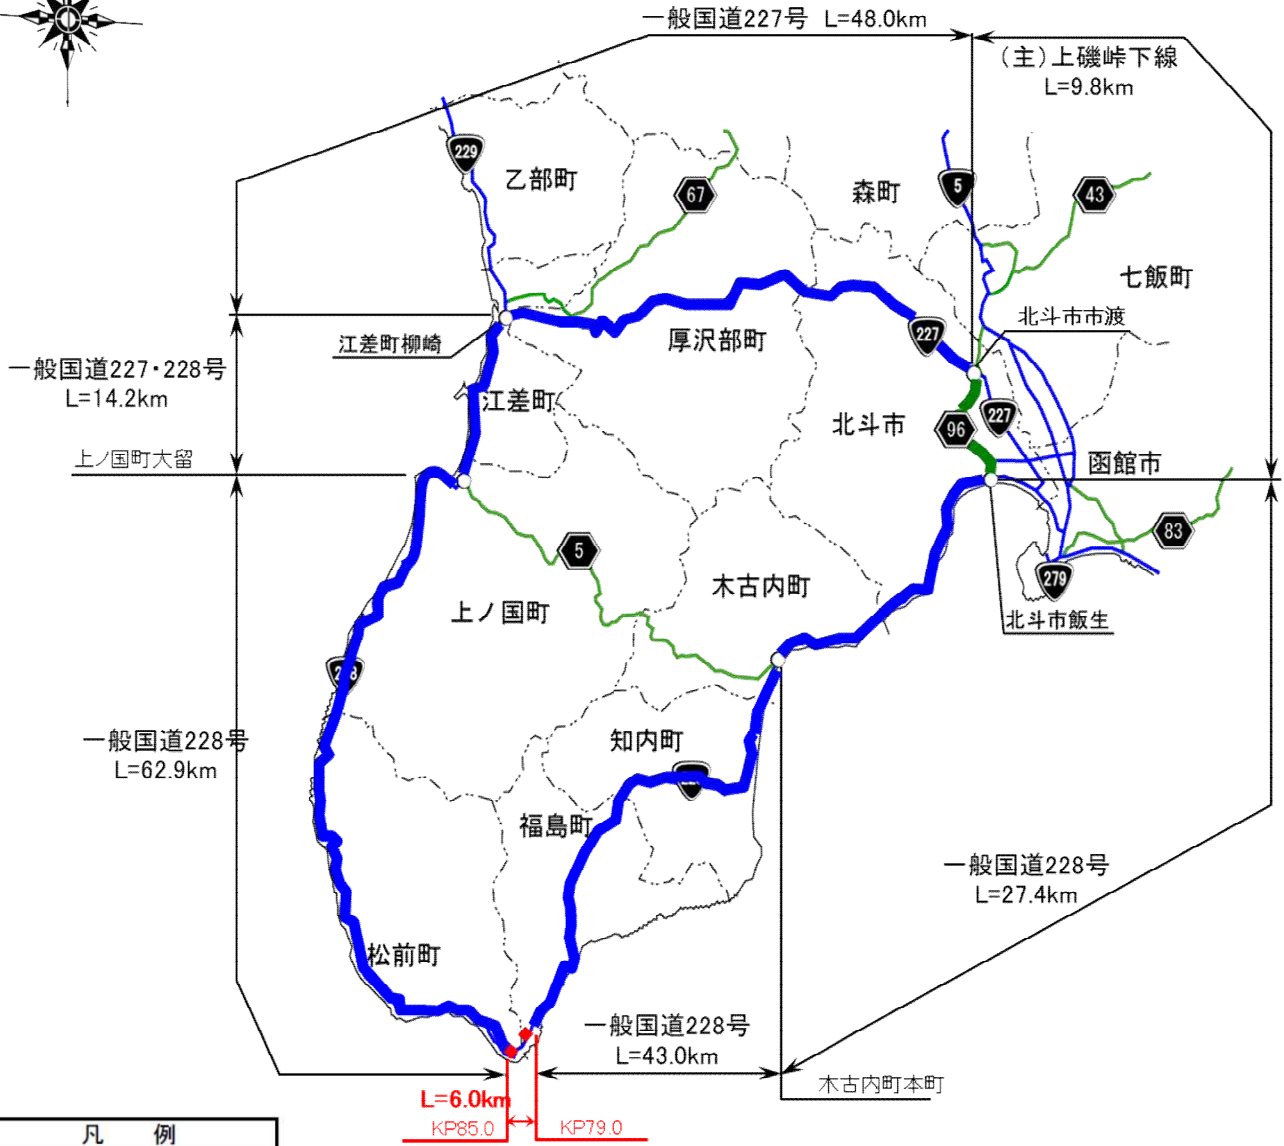 一般国道227号 L=48.0km
(主)上磯峠下線
L=9.8km
229
乙部町
67
森町
5
43
七飯町
北斗市市渡
江差町柳崎
厚沢部町
227
一般国道227・228号
L=14.2km
江差町
北斗市
96
227
上ノ国町大留
函館市
5
83
木古内町
279
上ノ国町
北斗市飯生
一般国道228号
L=62.9km
知内町
福島町
一般国道228号
L=27.4km
松前町
一般国道228号
L=43.0km
木古内町本町
L=6.0km
KP85.0
KP79.0
凡 例